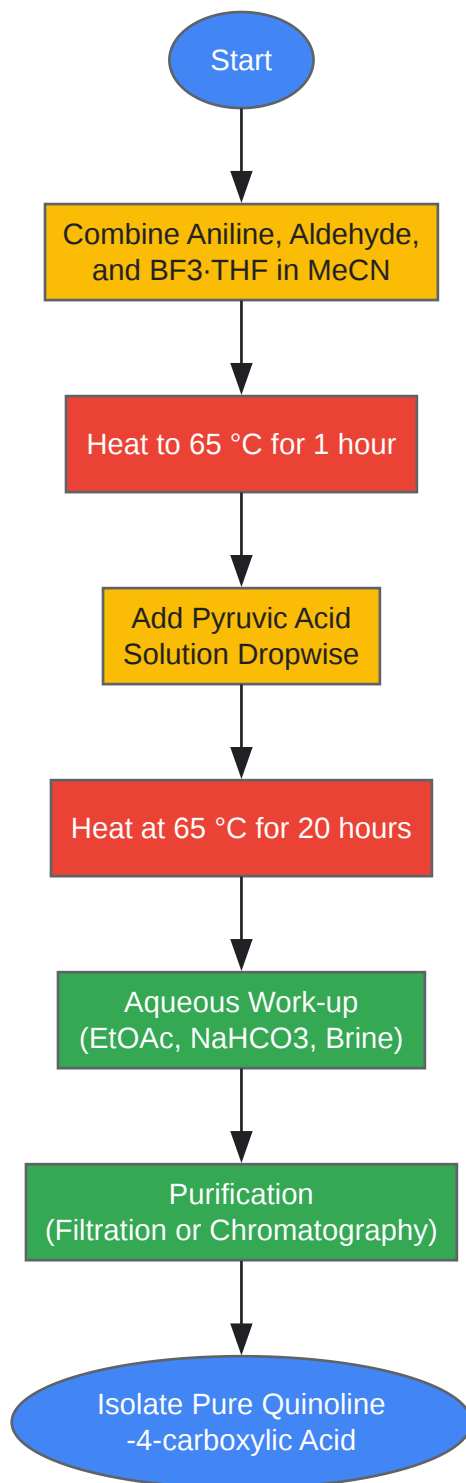 Start
Combine Aniline, Aldehyde,
and BF3·THF in MeCN
Heat to 65 °C for 1 hour
Add Pyruvic Acid
Solution Dropwise
Heat at 65 °C for 20 hours
Aqueous Work-up
(EtOAc, NaHCO3, Brine)
Purification
(Filtration or Chromatography)
Isolate Pure Quinoline
-4-carboxylic Acid